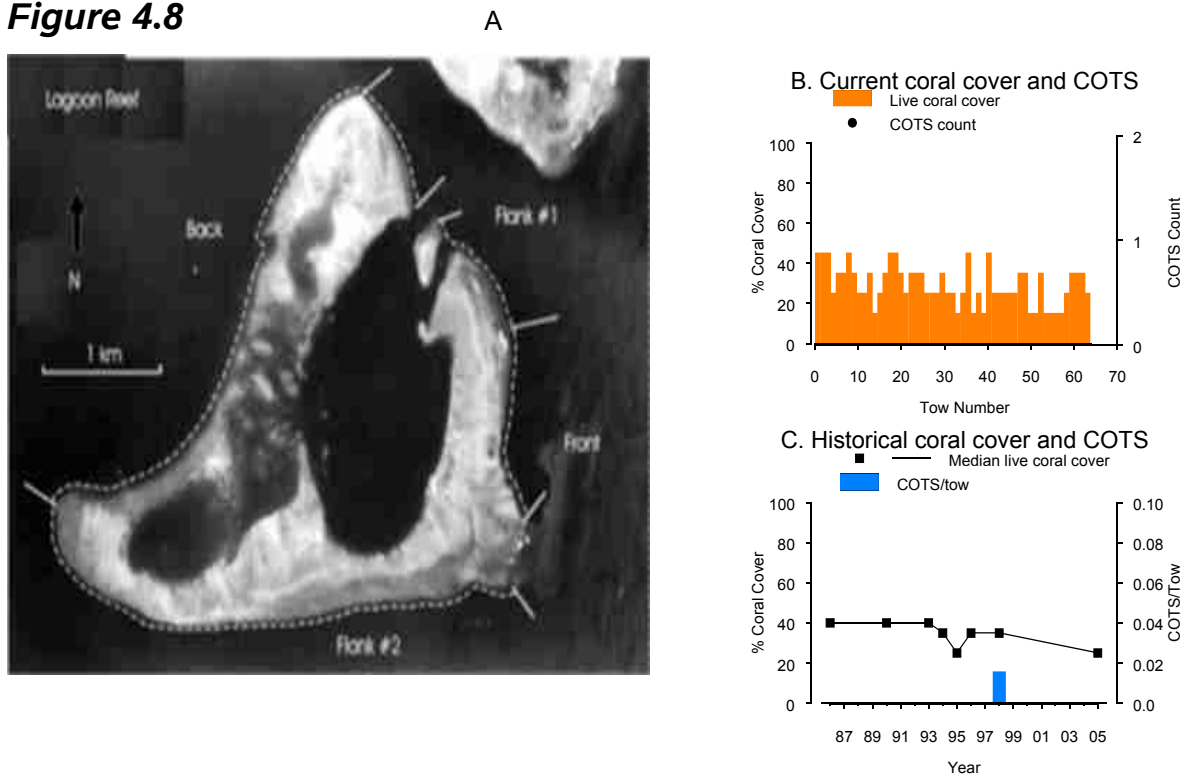 Figure 4.8
A
Lagoon Reef
Back
Flank #1
N
1 km
Front
Flank #2
B. Current coral cover and COTS
Live coral cover
COTS count
% Coral Cover
100
80
60
40
20
0
COTS Count
2
1
0
0 10 20 30 40 50 60 70
Tow Number
C. Historical coral cover and COTS
Median live coral cover
COTS/tow
% Coral Cover
100
80
60
40
20
0
COTS/Tow
0.10
0.08
0.06
0.04
0.02
0.0
87 89 91 93 95 97 99 01 03 05
Year